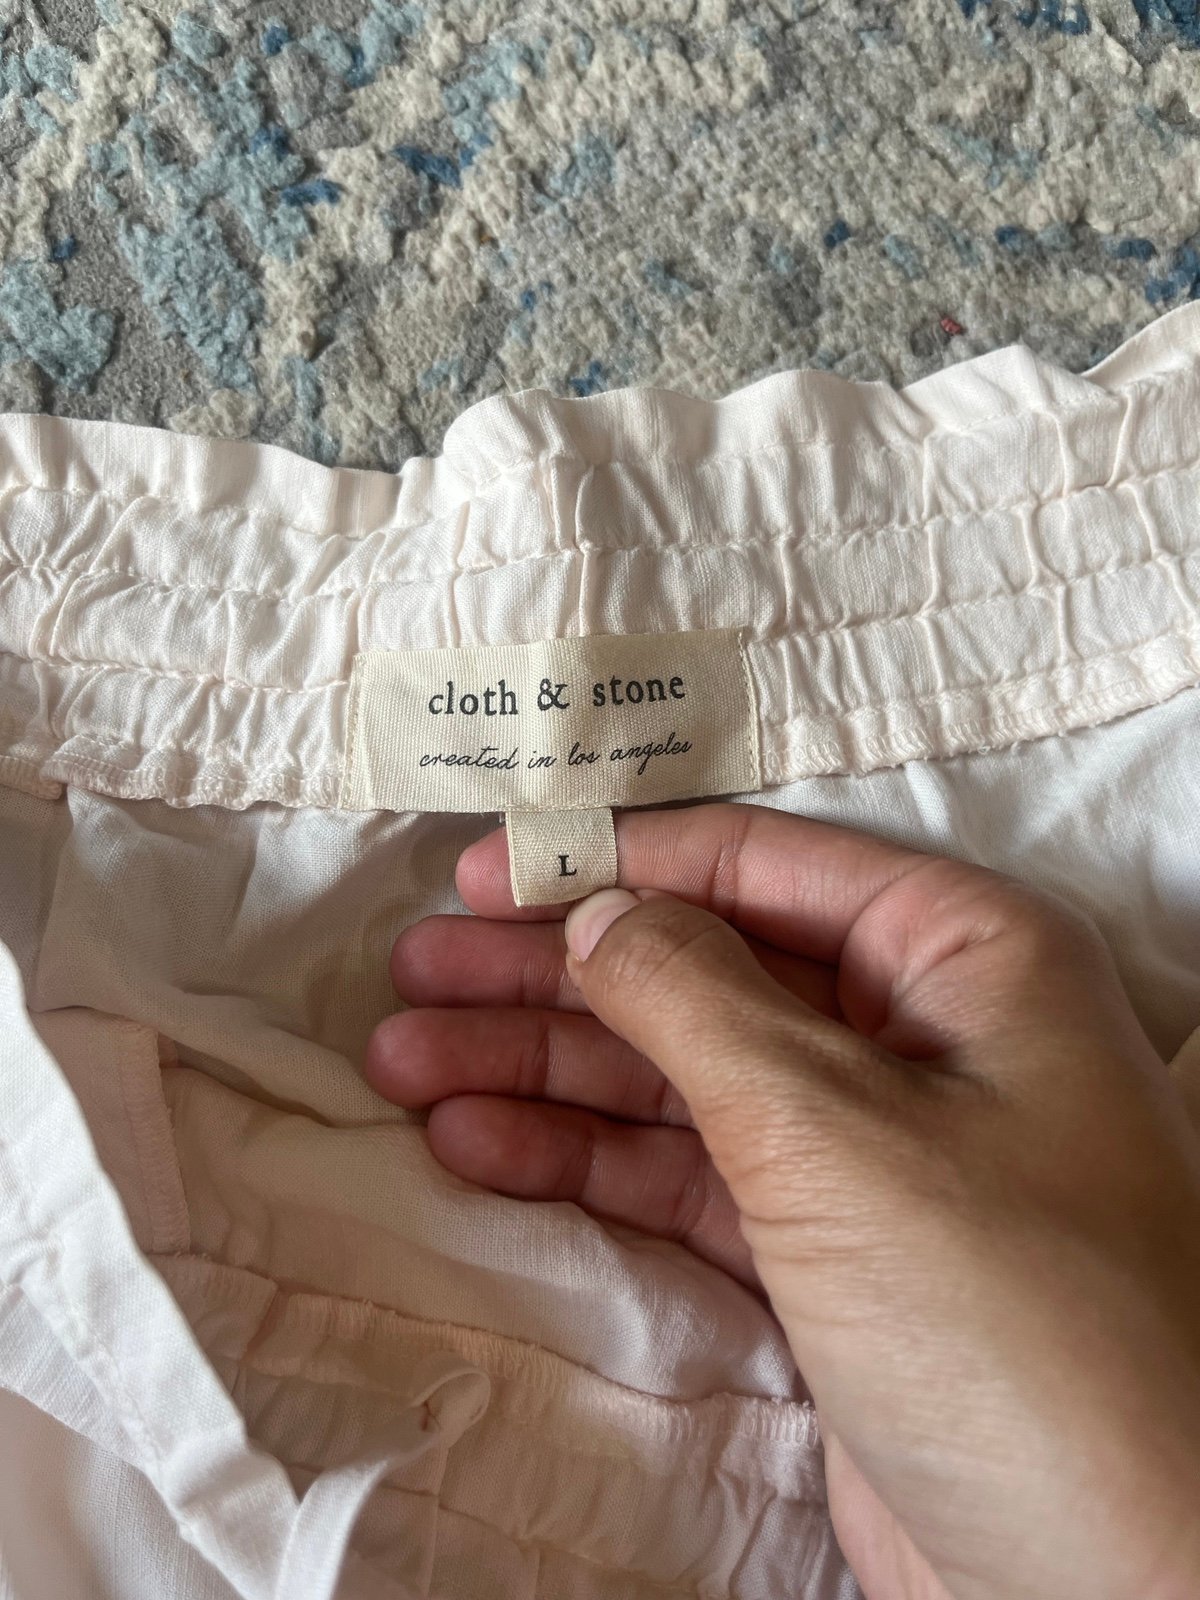 cloth & stone
created in los angeles
L